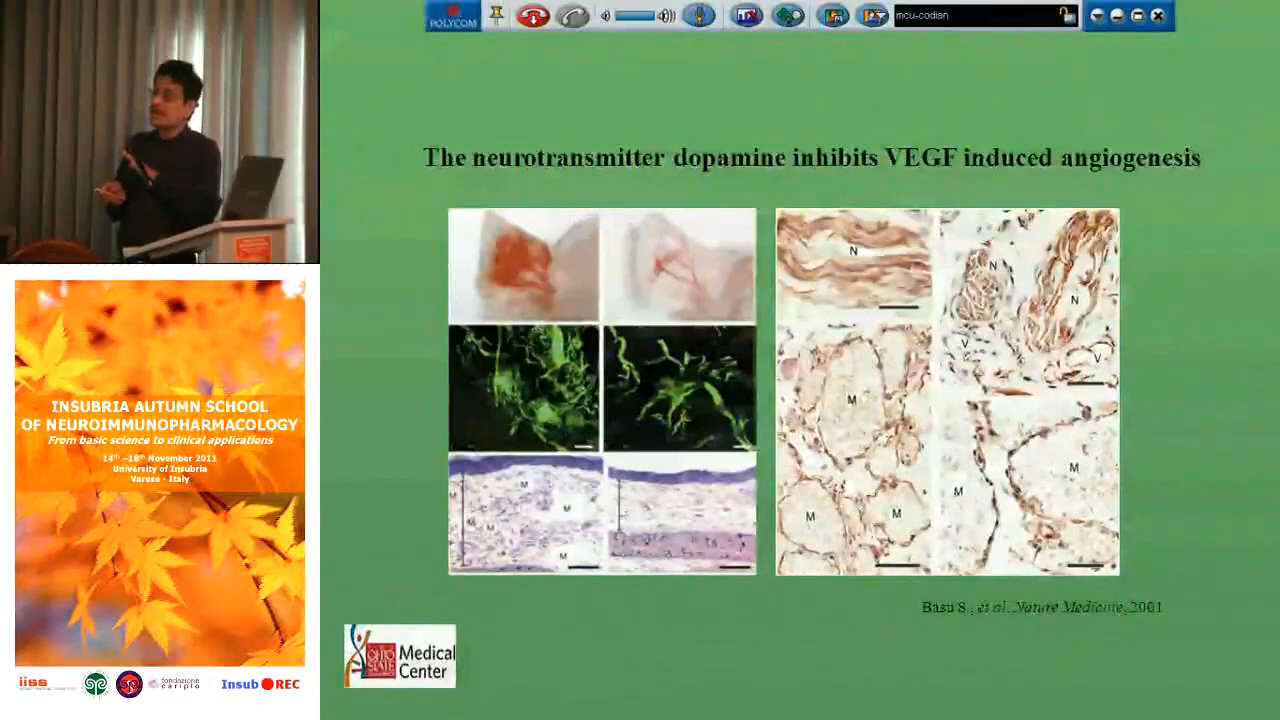 POLYCOM
mcu-codian
The neurotransmitter dopamine inhibits VEGF induced angiogenesis
N
N
N
V
V
M
M
M
M
M
M
M
M
M
M
M
Basu S., et al. Nature Medicine, 2001
OHIO
STATE
Medical
Center
INSUBRIA AUTUMN SCHOOL
OF NEUROIMMUNOPHARMACOLOGY
From basic science to clinical applications
14th –18th November 2011
University of Insubria
Varese - Italy
iiss
fondazione
cariplo
Insub REC